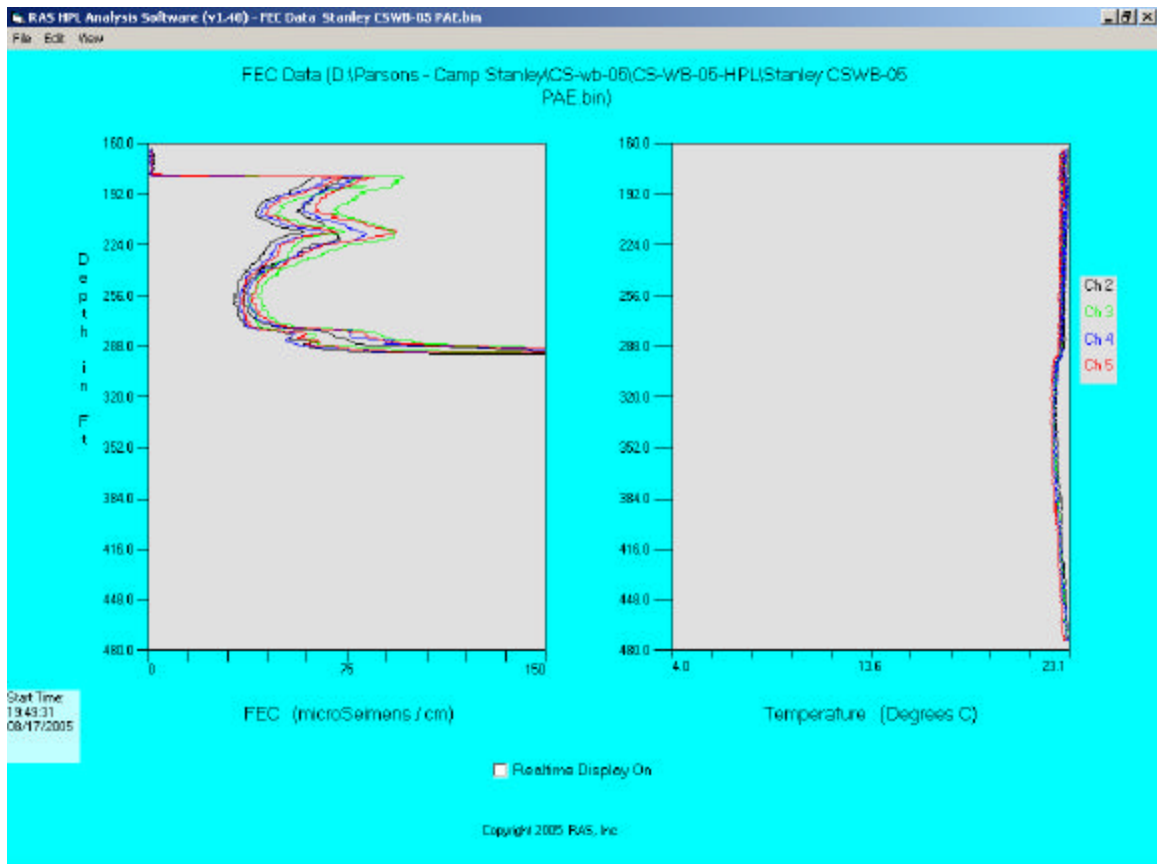 RAS HPL Analysis Software (v1.40) - FEC Data Stanley CSWB-05 PAE.bin
File Edit View
FEC Data (D:\Parsons - Camp Stanley\CS-wb-05\CS-WB-05-HPL\Stanley CSWB-05
PAE.bin)
Depth in Ft
160.0
192.0
224.0
256.0
288.0
320.0
352.0
384.0
416.0
448.0
480.0
0 75 150
FEC (microSeimens / cm)
160.0
192.0
224.0
256.0
288.0
320.0
352.0
384.0
416.0
448.0
480.0
4.0 13.6 23.1
Temperature (Degrees C)
Ch 2
Ch 3
Ch 4
Ch 5
Start Time:
19:49:31
08/17/2005
Realtime Display On
Copyright 2005 RAS, Inc